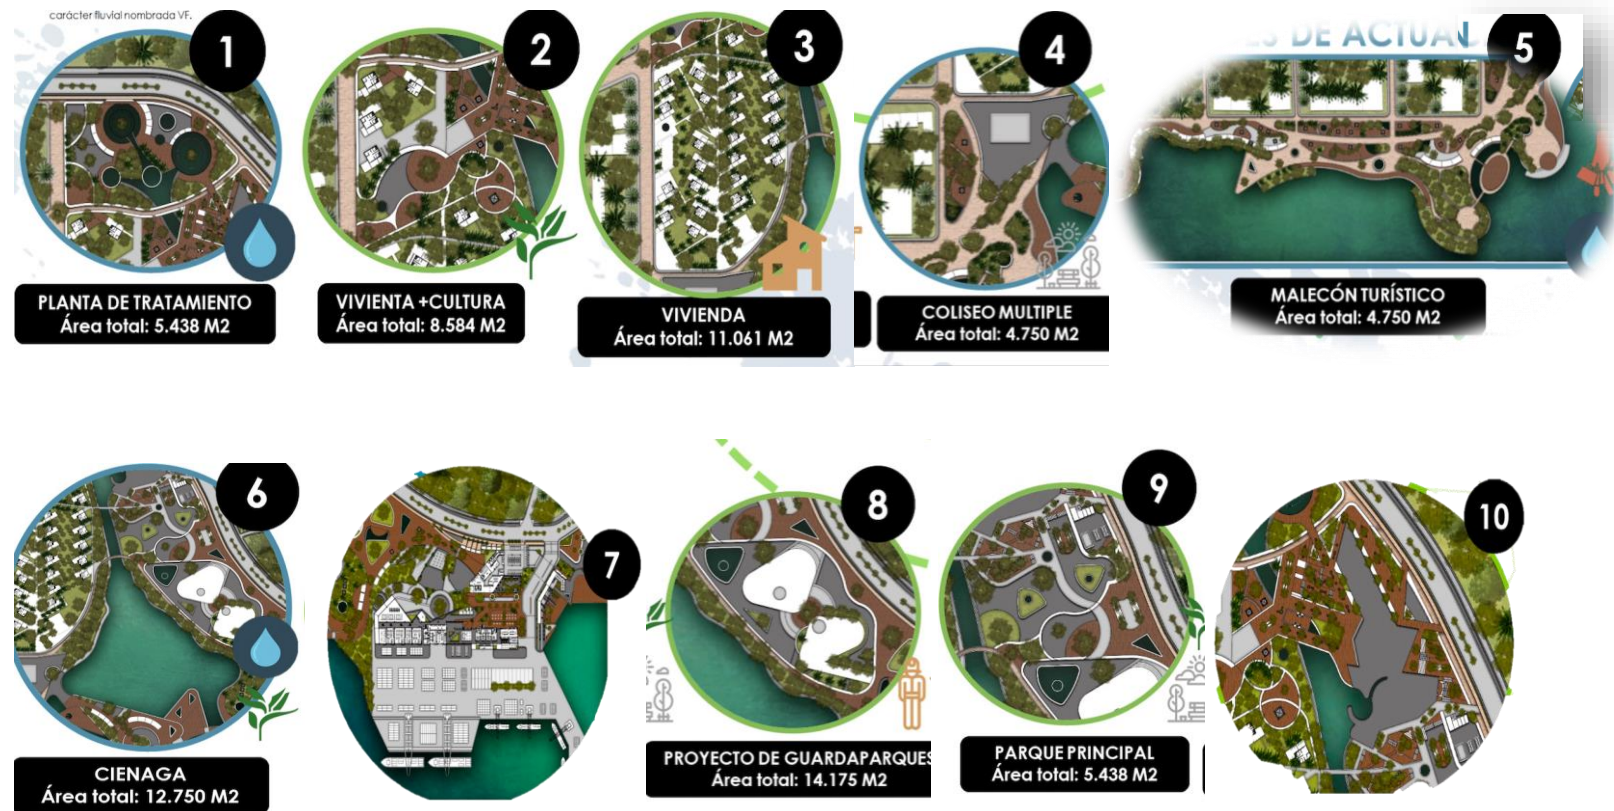 carácter fluvial nombrada VF.
DE ACTUA
1
2
3
4
5
PLANTA DE TRATAMIENTO
Área total: 5.438 M2
VIVIENTA +CULTURA
Área total: 8.584 M2
VIVIENDA
Área total: 11.061 M2
COLISEO MULTIPLE
Área total: 4.750 M2
MALECÓN TURÍSTICO
Área total: 4.750 M2
6
7
8
9
10
CIENAGA
Área total: 12.750 M2
PROYECTO DE GUARDAPARQUES
Área total: 14.175 M2
PARQUE PRINCIPAL
Área total: 5.438 M2